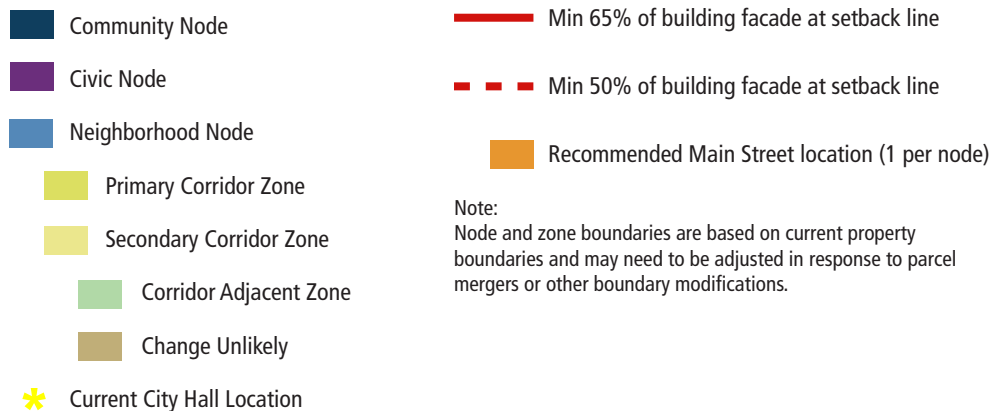 Community Node
Civic Node
Neighborhood Node
Primary Corridor Zone
Secondary Corridor Zone
Corridor Adjacent Zone
Change Unlikely
Current City Hall Location
Min 65% of building facade at setback line
Min 50% of building facade at setback line
Recommended Main Street location (1 per node)
Note:
Node and zone boundaries are based on current property
boundaries and may need to be adjusted in response to parcel
mergers or other boundary modifications.